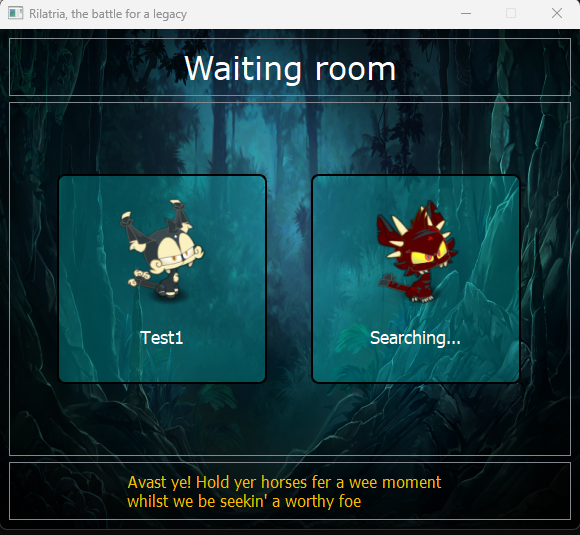 Rilatria, the battle for a legacy
Waiting room
Test1
Searching...
Avast ye! Hold yer horses fer a wee moment
whilst we be seekin' a worthy foe